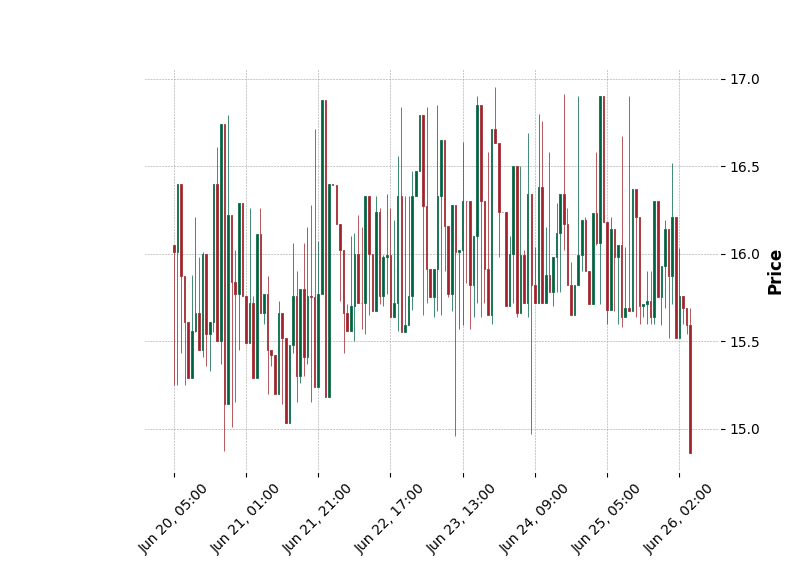 17.0
16.5
16.0
15.5
15.0
Price
Jun 20, 05:00
Jun 21, 01:00
Jun 21, 21:00
Jun 22, 17:00
Jun 23, 13:00
Jun 24, 09:00
Jun 25, 05:00
Jun 26, 02:00